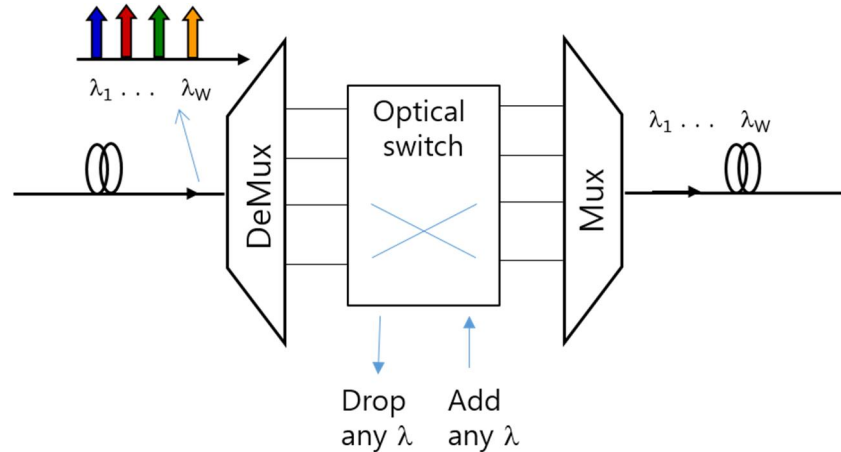 λ1 . . . λW
DeMux
Optical
switch
Mux
λ1 . . . λW
Drop
any λ
Add
any λ